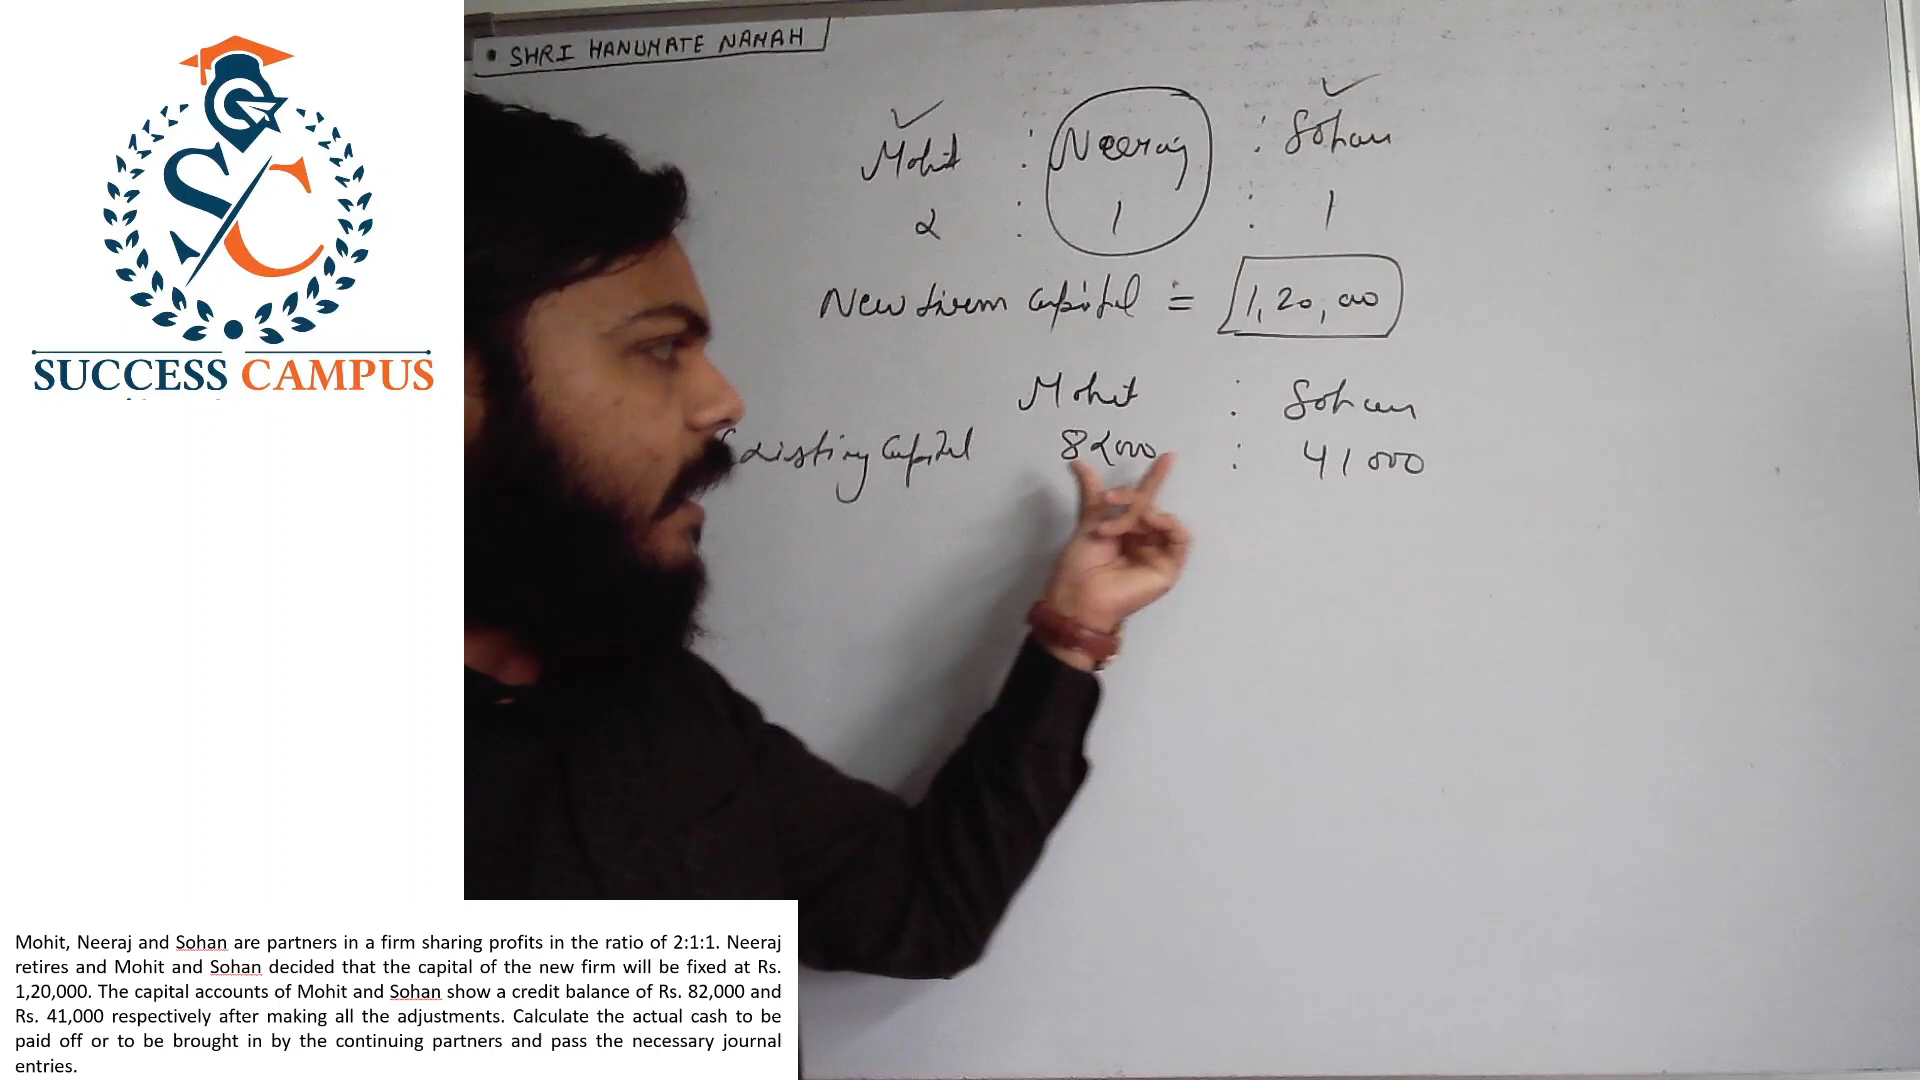 SUCCESS CAMPUS
• SHRI HANUMATE NAMAH
Mohit : Neeraj : Sohan
2 : 1 : 1
New firm Capital = 1,20,000
Mohit : Sohan
Existing Capital 82000 : 41000
Mohit, Neeraj and Sohan are partners in a firm sharing profits in the ratio of 2:1:1. Neeraj
retires and Mohit and Sohan decided that the capital of the new firm will be fixed at Rs.
1,20,000. The capital accounts of Mohit and Sohan show a credit balance of Rs. 82,000 and
Rs. 41,000 respectively after making all the adjustments. Calculate the actual cash to be
paid off or to be brought in by the continuing partners and pass the necessary journal
entries.